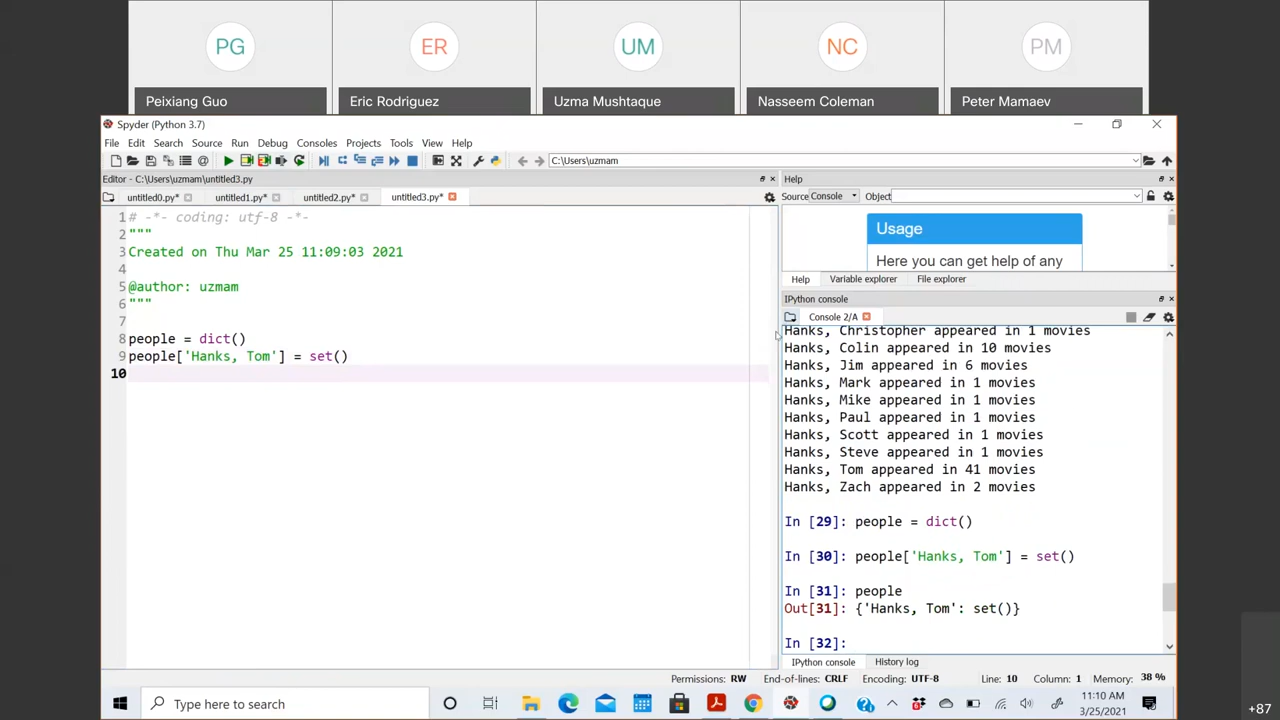 PG
ER
UM
NC
PM
Peixiang Guo
Eric Rodriguez
Uzma Mushtaque
Nasseem Coleman
Peter Mamaev
Spyder (Python 3.7)
File Edit Search Source Run Debug Consoles Projects Tools View Help
C:\Users\uzmam
Editor - C:\Users\uzmam\untitled3.py
untitled0.py* untitled1.py* untitled2.py* untitled3.py*
1 # -*- coding: utf-8 -*-
2 """
3 Created on Thu Mar 25 11:09:03 2021
4
5 @author: uzmam
6 """
7
8 people = dict()
9 people['Hanks, Tom'] = set()
10
Help
Source Console Object
Usage
Here you can get help of any
Help Variable explorer File explorer
IPython console
Console 2/A
Hanks, Christopher appeared in 1 movies
Hanks, Colin appeared in 10 movies
Hanks, Jim appeared in 6 movies
Hanks, Mark appeared in 1 movies
Hanks, Mike appeared in 1 movies
Hanks, Paul appeared in 1 movies
Hanks, Scott appeared in 1 movies
Hanks, Steve appeared in 1 movies
Hanks, Tom appeared in 41 movies
Hanks, Zach appeared in 2 movies
In [29]: people = dict()
In [30]: people['Hanks, Tom'] = set()
In [31]: people
Out[31]: {'Hanks, Tom': set()}
In [32]:
IPython console History log
Permissions: RW End-of-lines: CRLF Encoding: UTF-8 Line: 10 Column: 1 Memory: 38 %
Type here to search
11:10 AM
3/25/2021
+87